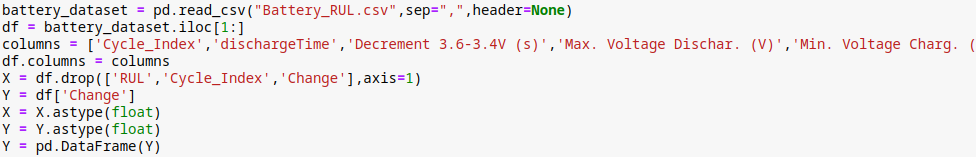 battery_dataset = pd.read_csv("Battery_RUL.csv",sep=",",header=None)
df = battery_dataset.iloc[1:]
columns = ['Cycle_Index','dischargeTime','Decrement 3.6-3.4V (s)','Max. Voltage Dischar. (V)','Min. Voltage Charg. (
df.columns = columns
X = df.drop(['RUL','Cycle_Index','Change'],axis=1)
Y = df['Change']
X = X.astype(float)
Y = Y.astype(float)
Y = pd.DataFrame(Y)